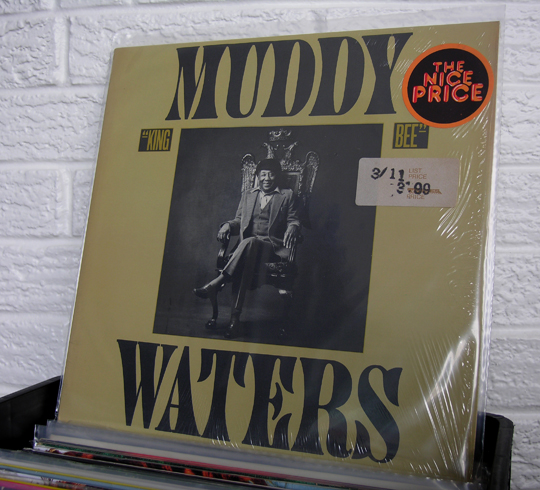 MUDDY
THE
NICE
PRICE
"KING
BEE"
3/11
LIST
PRICE
WATERS